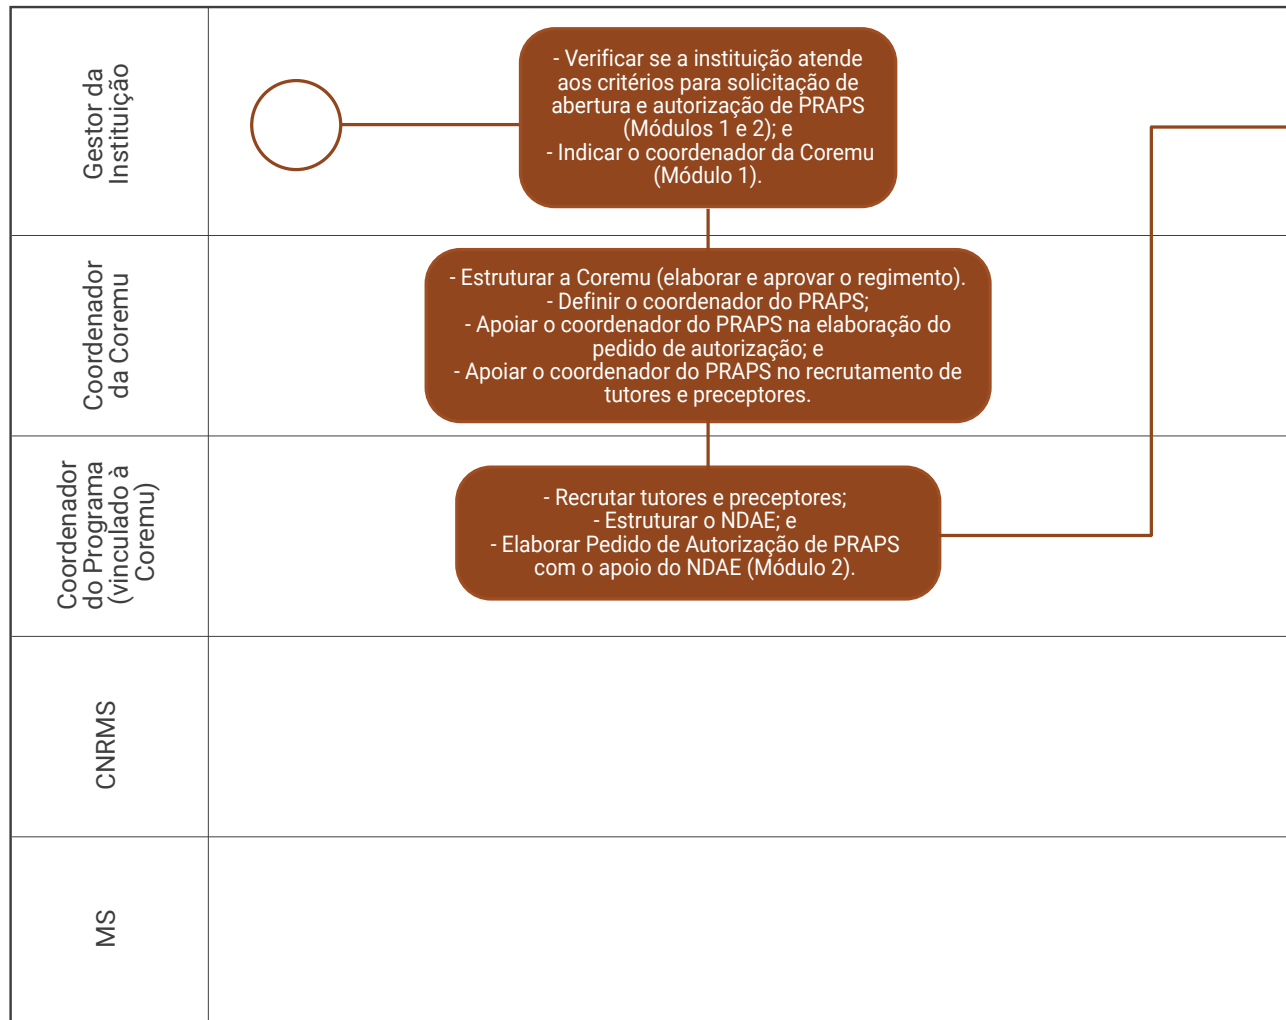 Gestor da
Instituição
- Verificar se a instituição atende
aos critérios para solicitação de
abertura e autorização de PRAPS
(Módulos 1 e 2); e
- Indicar o coordenador da Coremu
(Módulo 1).
Coordenador
da Coremu
- Estruturar a Coremu (elaborar e aprovar o regimento).
- Definir o coordenador do PRAPS;
- Apoiar o coordenador do PRAPS na elaboração do
pedido de autorização; e
- Apoiar o coordenador do PRAPS no recrutamento de
tutores e preceptores.
Coordenador
do Programa
(vinculado à
Coremu)
- Recrutar tutores e preceptores;
- Estruturar o NDAE; e
- Elaborar Pedido de Autorização de PRAPS
com o apoio do NDAE (Módulo 2).
CNRMS
MS